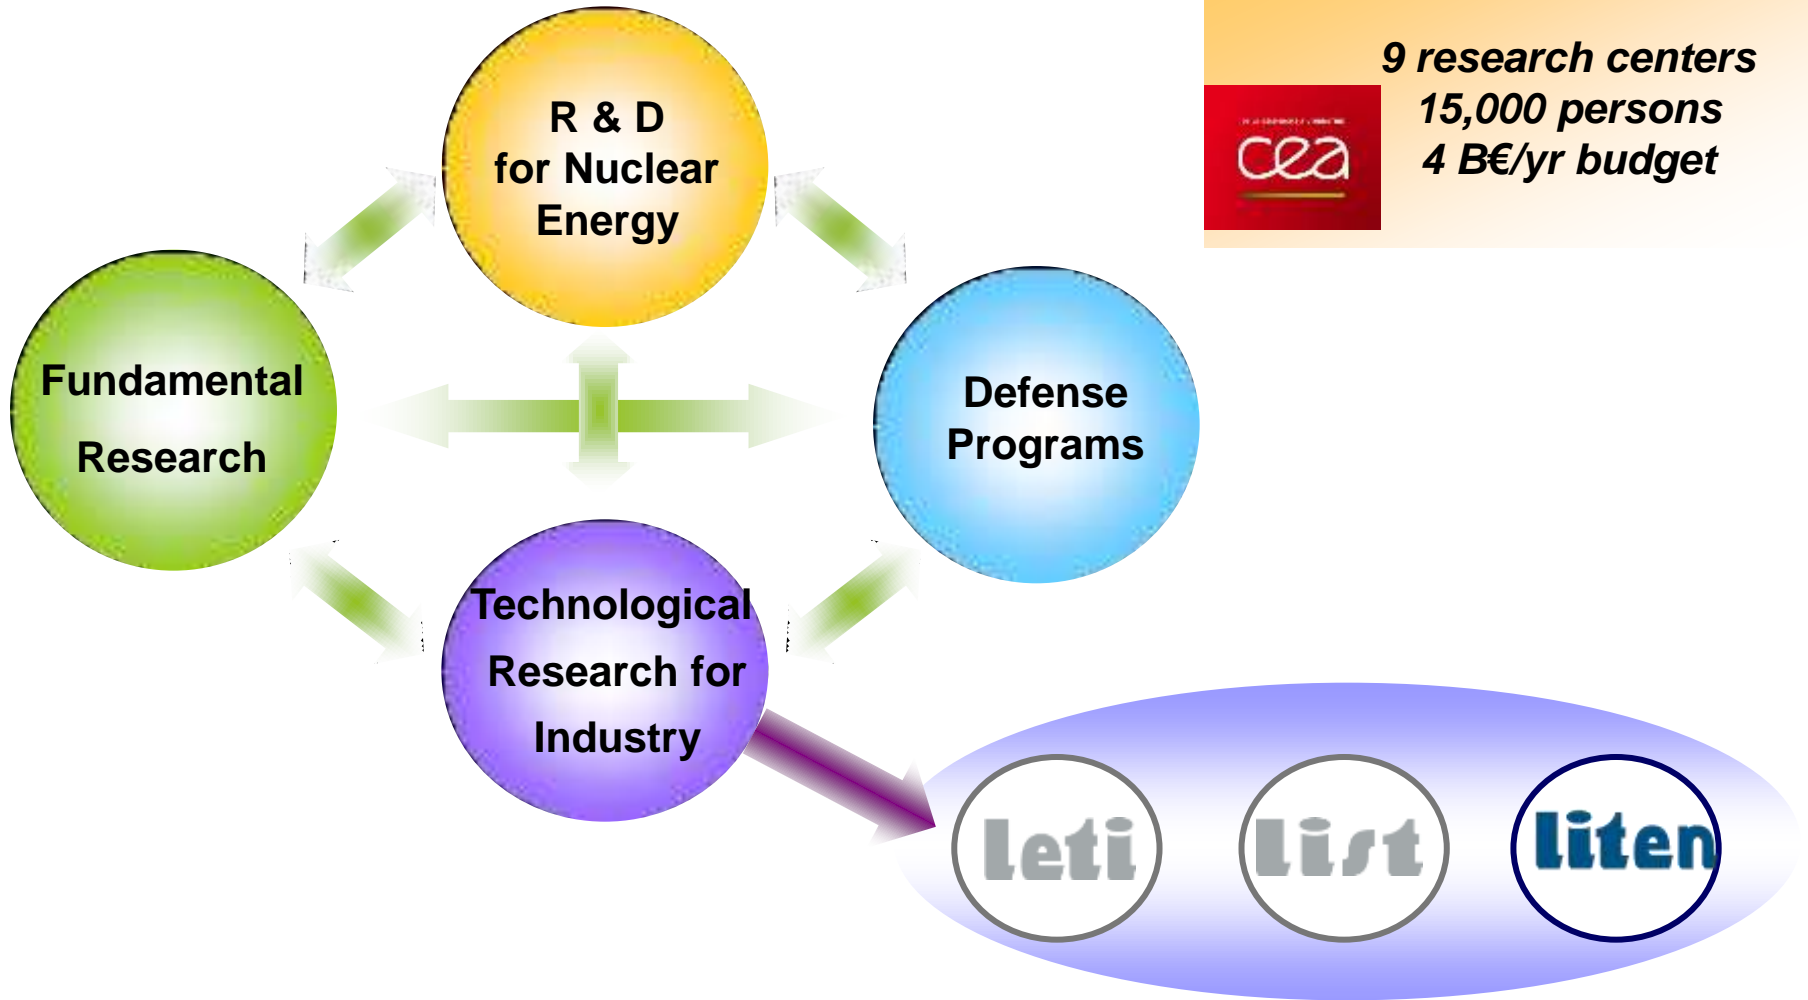 R & D
for Nuclear
Energy
9 research centers
15,000 persons
4 B€/yr budget
cea
Fundamental
Research
Defense
Programs
Technological
Research for
Industry
leti
list
liten